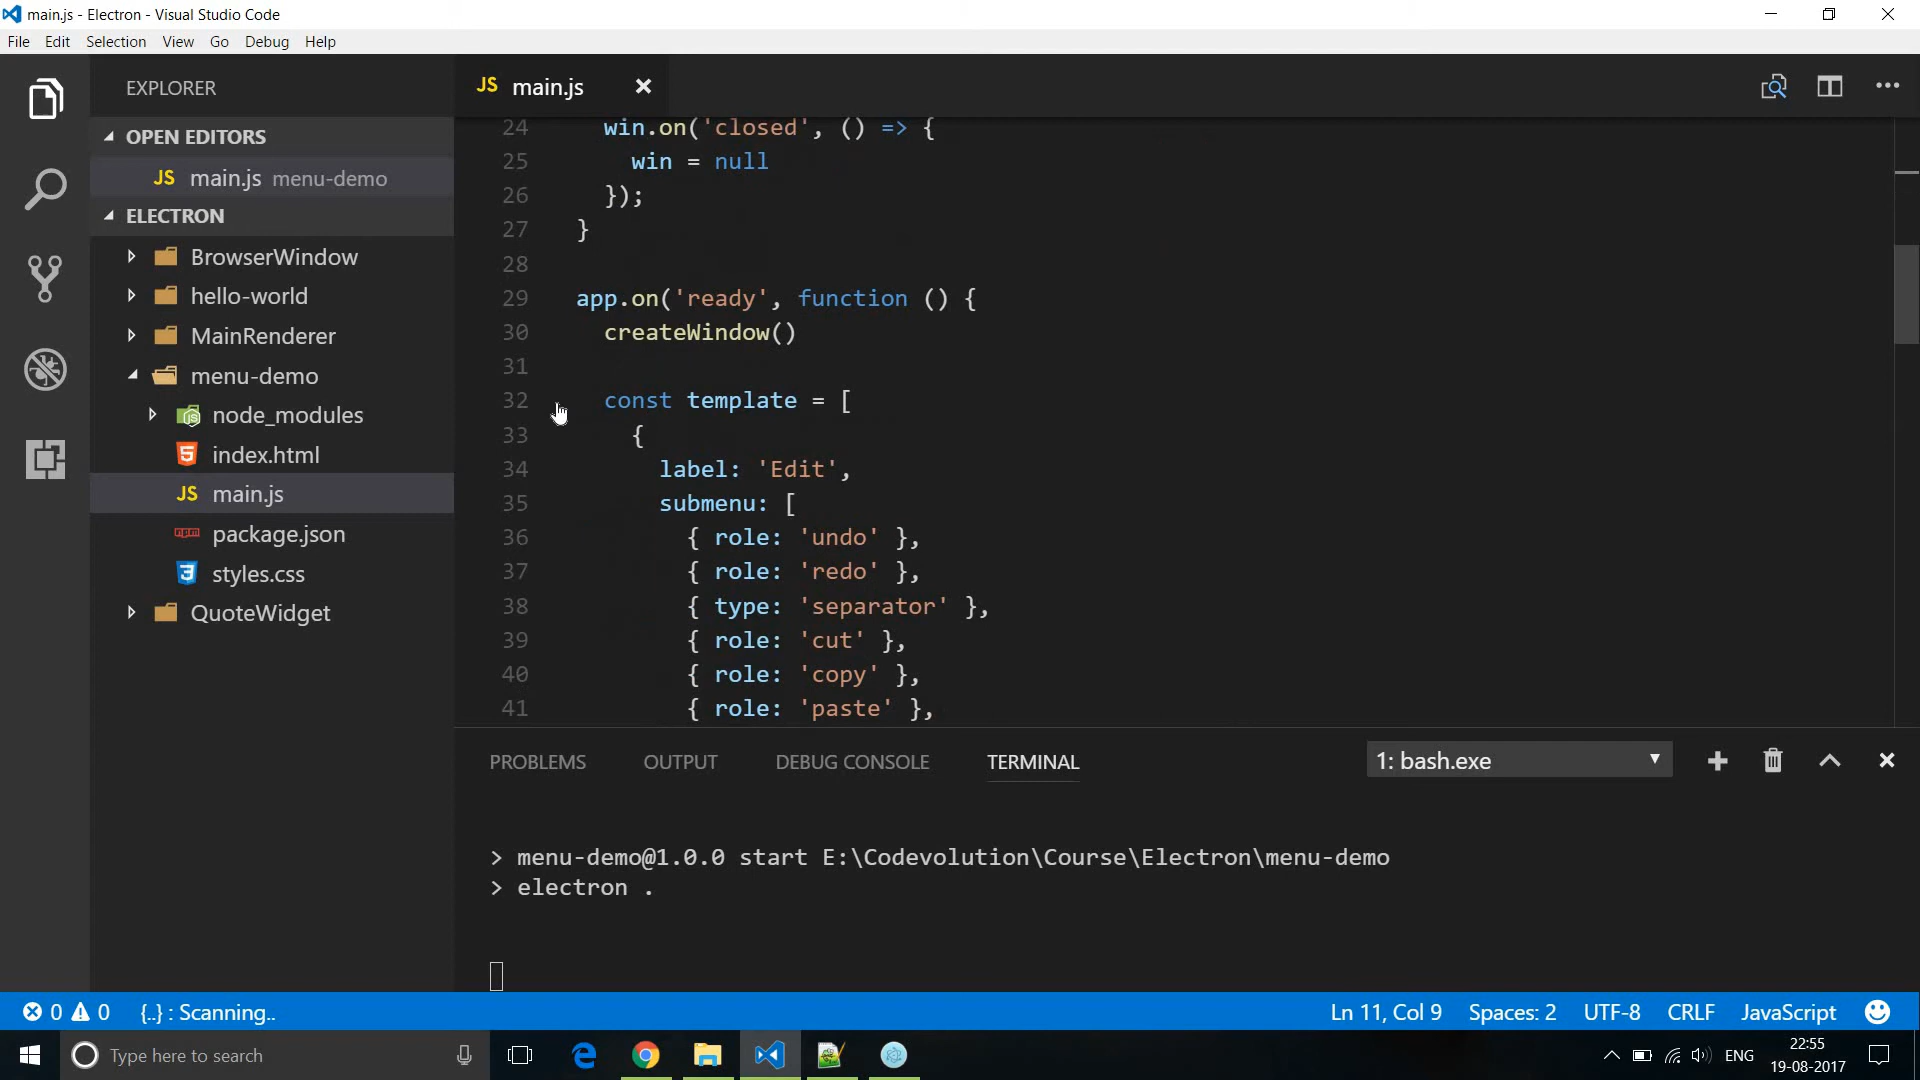 main.js - Electron - Visual Studio Code
File Edit Selection View Go Debug Help
EXPLORER
OPEN EDITORS
JS main.js menu-demo
ELECTRON
BrowserWindow
hello-world
MainRenderer
menu-demo
node_modules
index.html
JS main.js
package.json
styles.css
QuoteWidget
JS main.js
24 win.on('closed', () => {
25 win = null
26 });
27 }
28
29 app.on('ready', function () {
30 createWindow()
31
32 const template = [
33 {
34 label: 'Edit',
35 submenu: [
36 { role: 'undo' },
37 { role: 'redo' },
38 { type: 'separator' },
39 { role: 'cut' },
40 { role: 'copy' },
41 { role: 'paste' },
PROBLEMS OUTPUT DEBUG CONSOLE TERMINAL 1: bash.exe
> menu-demo@1.0.0 start E:\Codevolution\Course\Electron\menu-demo
> electron .
0 0 {..} : Scanning.. Ln 11, Col 9 Spaces: 2 UTF-8 CRLF JavaScript
Type here to search ENG 22:55
19-08-2017